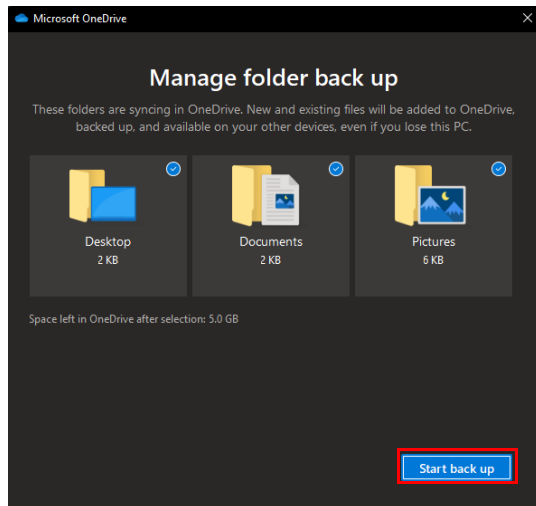 Microsoft OneDrive
Manage folder back up
These folders are syncing in OneDrive. New and existing files will be added to OneDrive,
backed up, and available on your other devices, even if you lose this PC.
Desktop
2 KB
Documents
2 KB
Pictures
6 KB
Space left in OneDrive after selection: 5.0 GB
Start back up